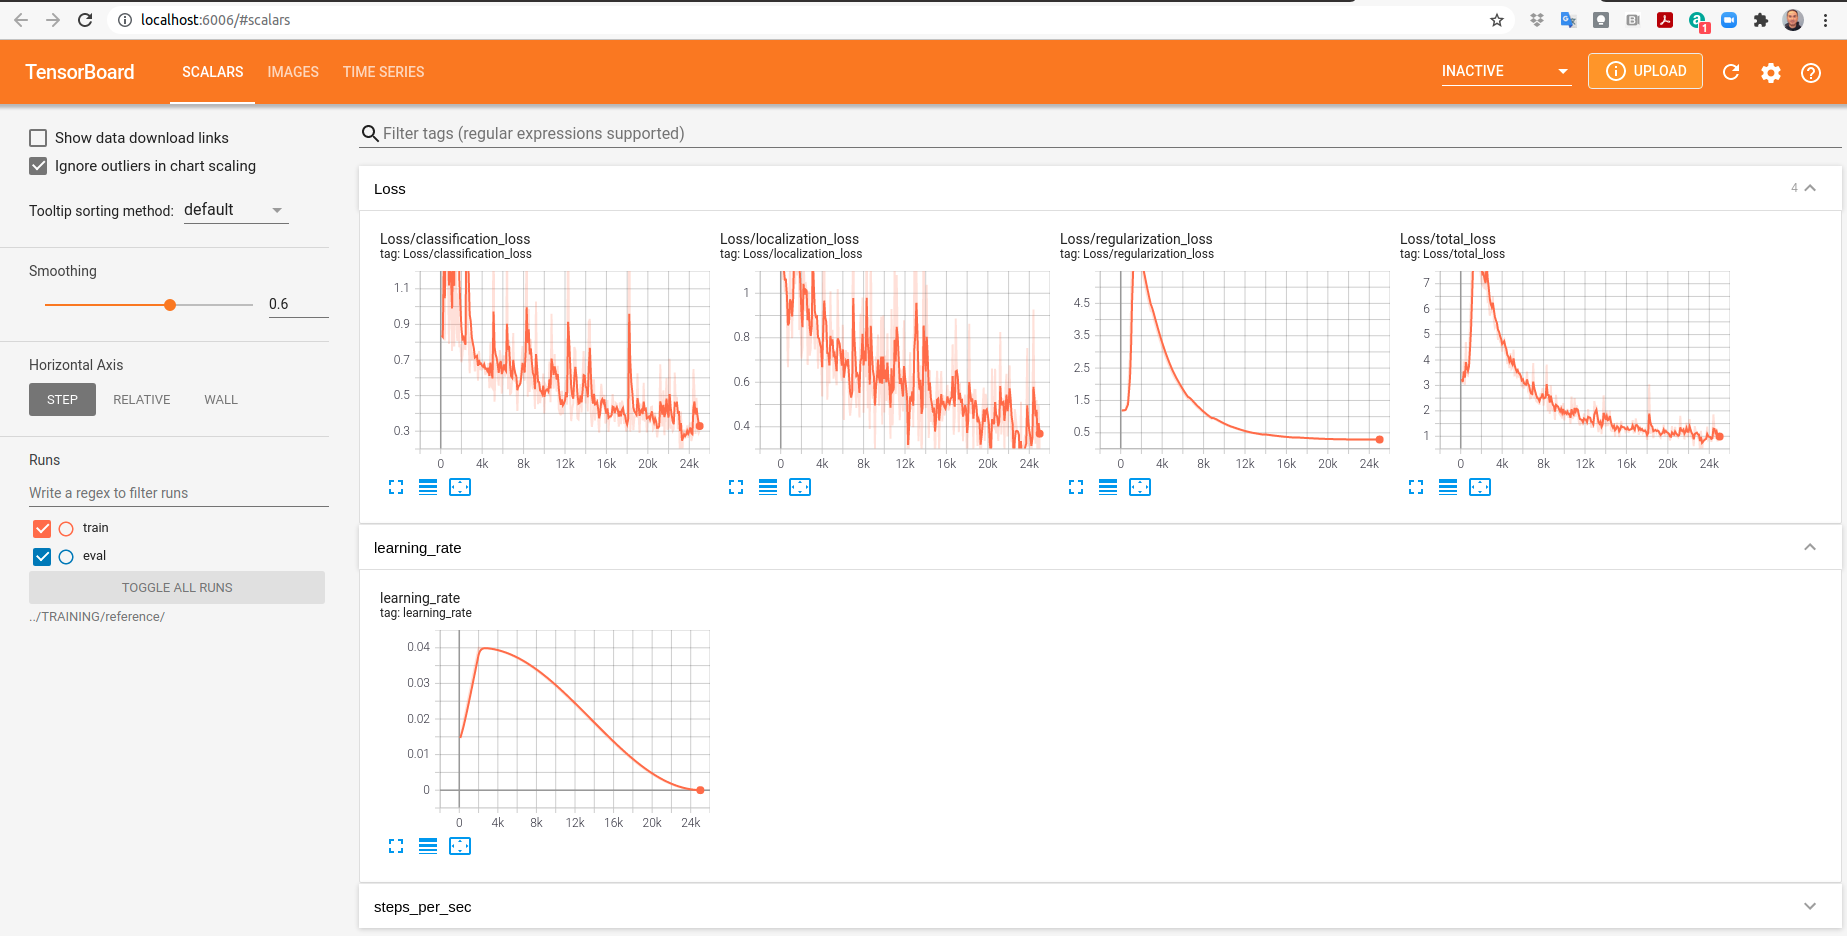 localhost:6006/#scalars
1
TensorBoard
SCALARS
IMAGES
TIME SERIES
INACTIVE
UPLOAD
Show data download links
Ignore outliers in chart scaling
Tooltip sorting method: default
Smoothing
0.6
Horizontal Axis
STEP
RELATIVE
WALL
Runs
Write a regex to filter runs
train
eval
TOGGLE ALL RUNS
../TRAINING/reference/
Filter tags (regular expressions supported)
Loss
4
Loss/classification_loss
tag: Loss/classification_loss
1.1
0.9
0.7
0.5
0.3
0 4k 8k 12k 16k 20k 24k
Loss/localization_loss
tag: Loss/localization_loss
1
0.8
0.6
0.4
0 4k 8k 12k 16k 20k 24k
Loss/regularization_loss
tag: Loss/regularization_loss
4.5
3.5
2.5
1.5
0.5
0 4k 8k 12k 16k 20k 24k
Loss/total_loss
tag: Loss/total_loss
7
6
5
4
3
2
1
0 4k 8k 12k 16k 20k 24k
learning_rate
learning_rate
tag: learning_rate
0.04
0.03
0.02
0.01
0
0 4k 8k 12k 16k 20k 24k
steps_per_sec